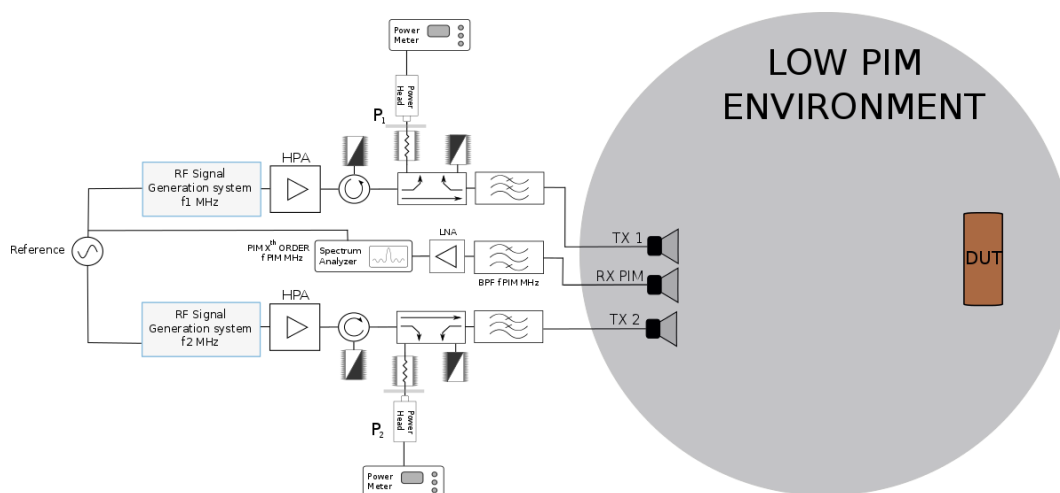 Power
Meter
Power
Head
P1
LOW PIM
ENVIRONMENT
HPA
RF Signal
Generation system
f1 MHz
Reference
PIM Xth ORDER
f PIM MHz
Spectrum
Analyzer
LNA
BPF f PIM MHz
TX 1
RX PIM
TX 2
DUT
HPA
RF Signal
Generation system
f2 MHz
P2
Power
Head
Power
Meter